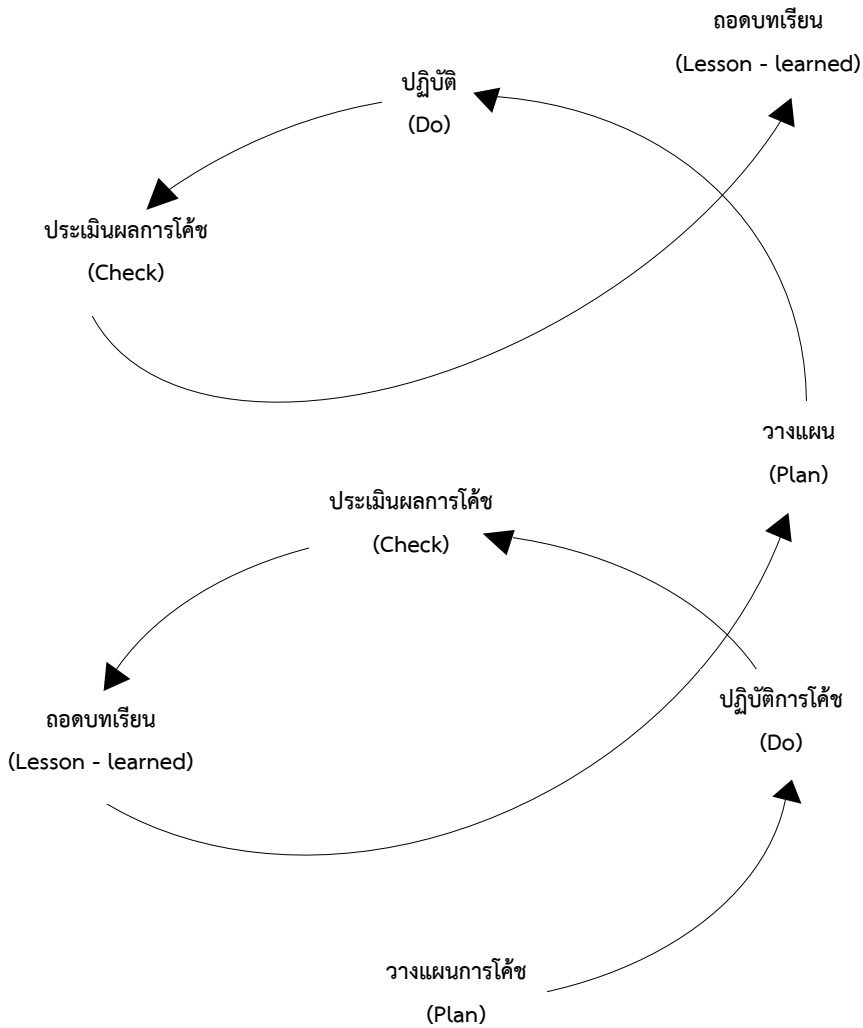 ถอดบทเรียน
(Lesson - learned)
ปฏิบัติ
(Do)
ประเมินผลการโค้ช
(Check)
วางแผน
(Plan)
ประเมินผลการโค้ช
(Check)
ปฏิบัติการโค้ช
(Do)
ถอดบทเรียน
(Lesson - learned)
วางแผนการโค้ช
(Plan)